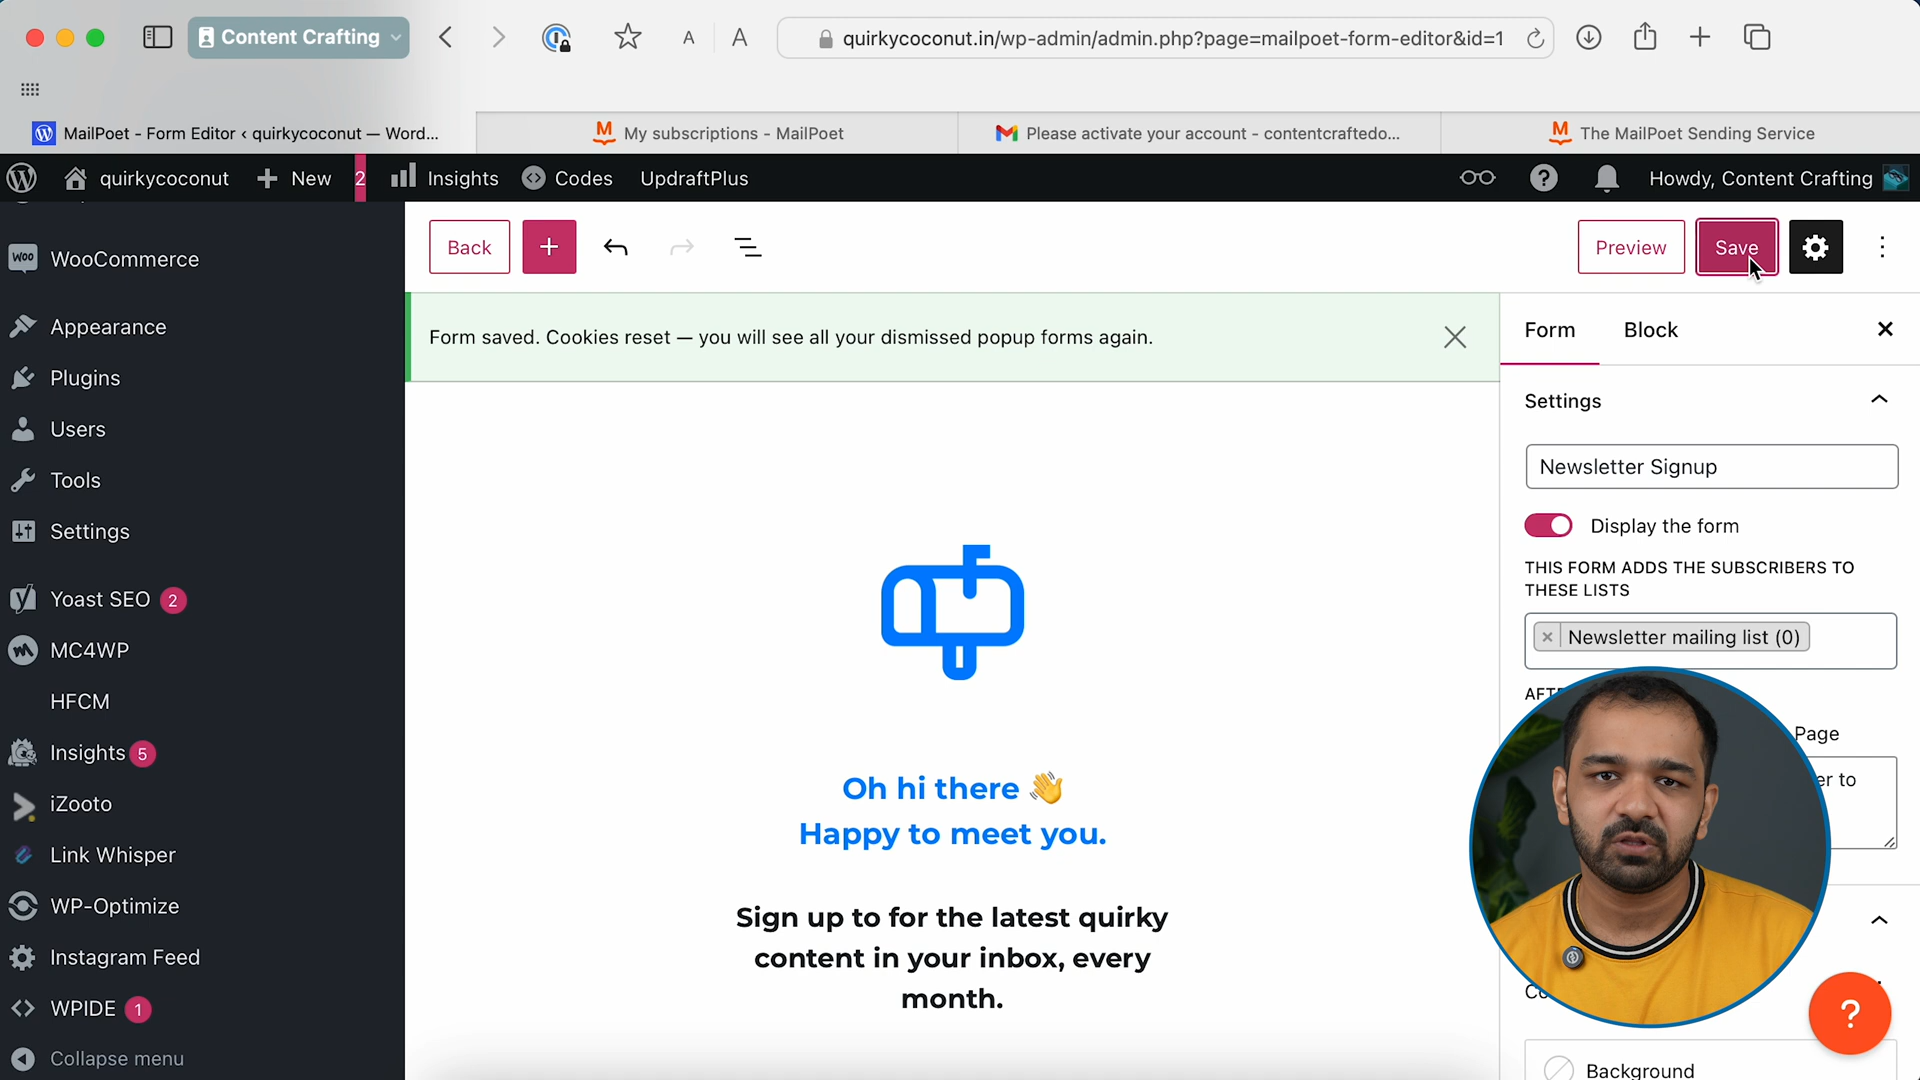 Content Crafting
A
A
quirkycoconut.in/wp-admin/admin.php?page=mailpoet-form-editor&id=1
MailPoet - Form Editor ‹ quirkycoconut — Word...
My subscriptions - MailPoet
Please activate your account - contentcraftedo...
The MailPoet Sending Service
quirkycoconut
New
2
Insights
Codes
UpdraftPlus
Howdy, Content Crafting
WooCommerce
Appearance
Plugins
Users
Tools
Settings
Yoast SEO 2
MC4WP
HFCM
Insights 5
iZooto
Link Whisper
WP-Optimize
Instagram Feed
WPIDE 1
Collapse menu
Back
Preview
Save
Form saved. Cookies reset — you will see all your dismissed popup forms again.
Oh hi there 👋
Happy to meet you.
Sign up to for the latest quirky
content in your inbox, every
month.
Form
Block
Settings
Newsletter Signup
Display the form
THIS FORM ADDS THE SUBSCRIBERS TO
THESE LISTS
× Newsletter mailing list (0)
Page
to
Background
?